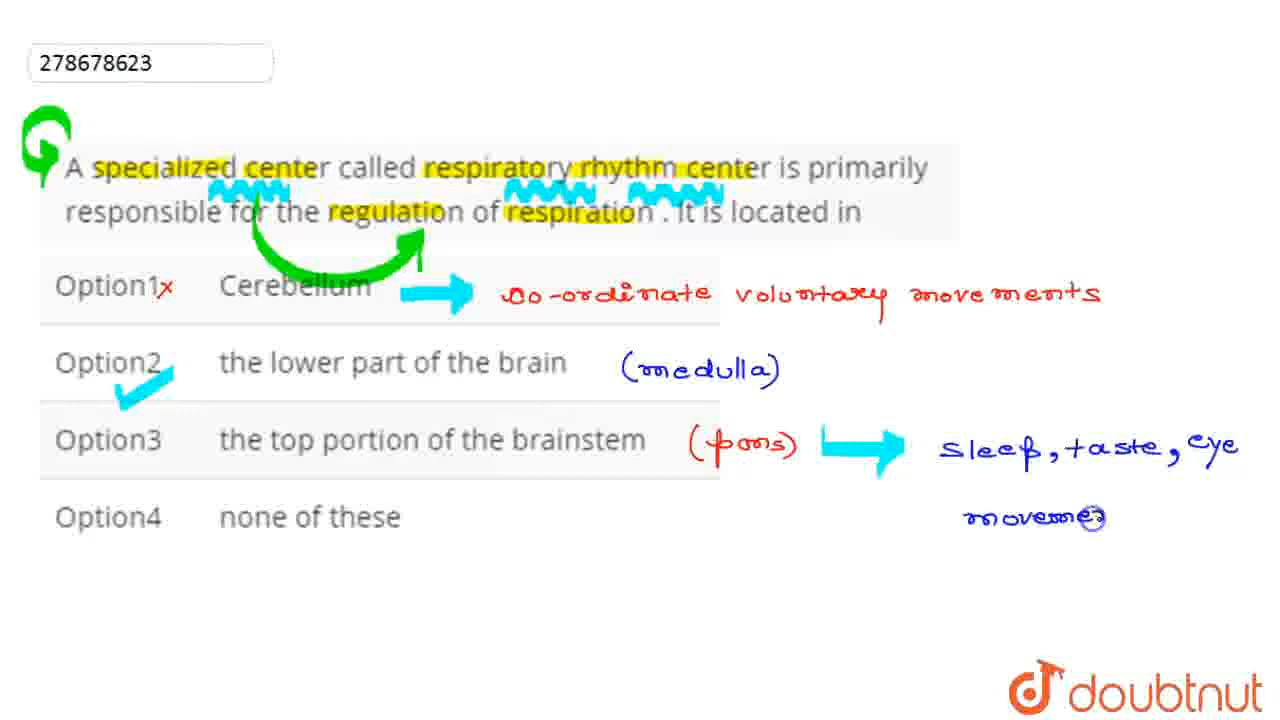 278678623
A specialized center called respiratory rhythm center is primarily
responsible for the regulation of respiration . It is located in
Option1 x Cerebellum → co-ordinate voluntary movements
Option2 the lower part of the brain (medulla)
Option3 the top portion of the brainstem (pons) → sleep, taste, eye
Option4 none of these movemen
doubtnut